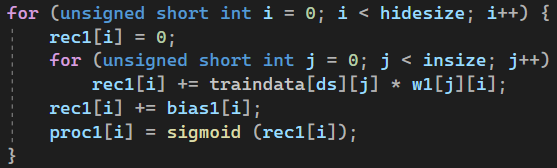 for (unsigned short int i = 0; i < hidesize; i++) {
    rec1[i] = 0;
    for (unsigned short int j = 0; j < insize; j++)
        rec1[i] += traindata[ds][j] * w1[j][i];
    rec1[i] += bias1[i];
    proc1[i] = sigmoid (rec1[i]);
}